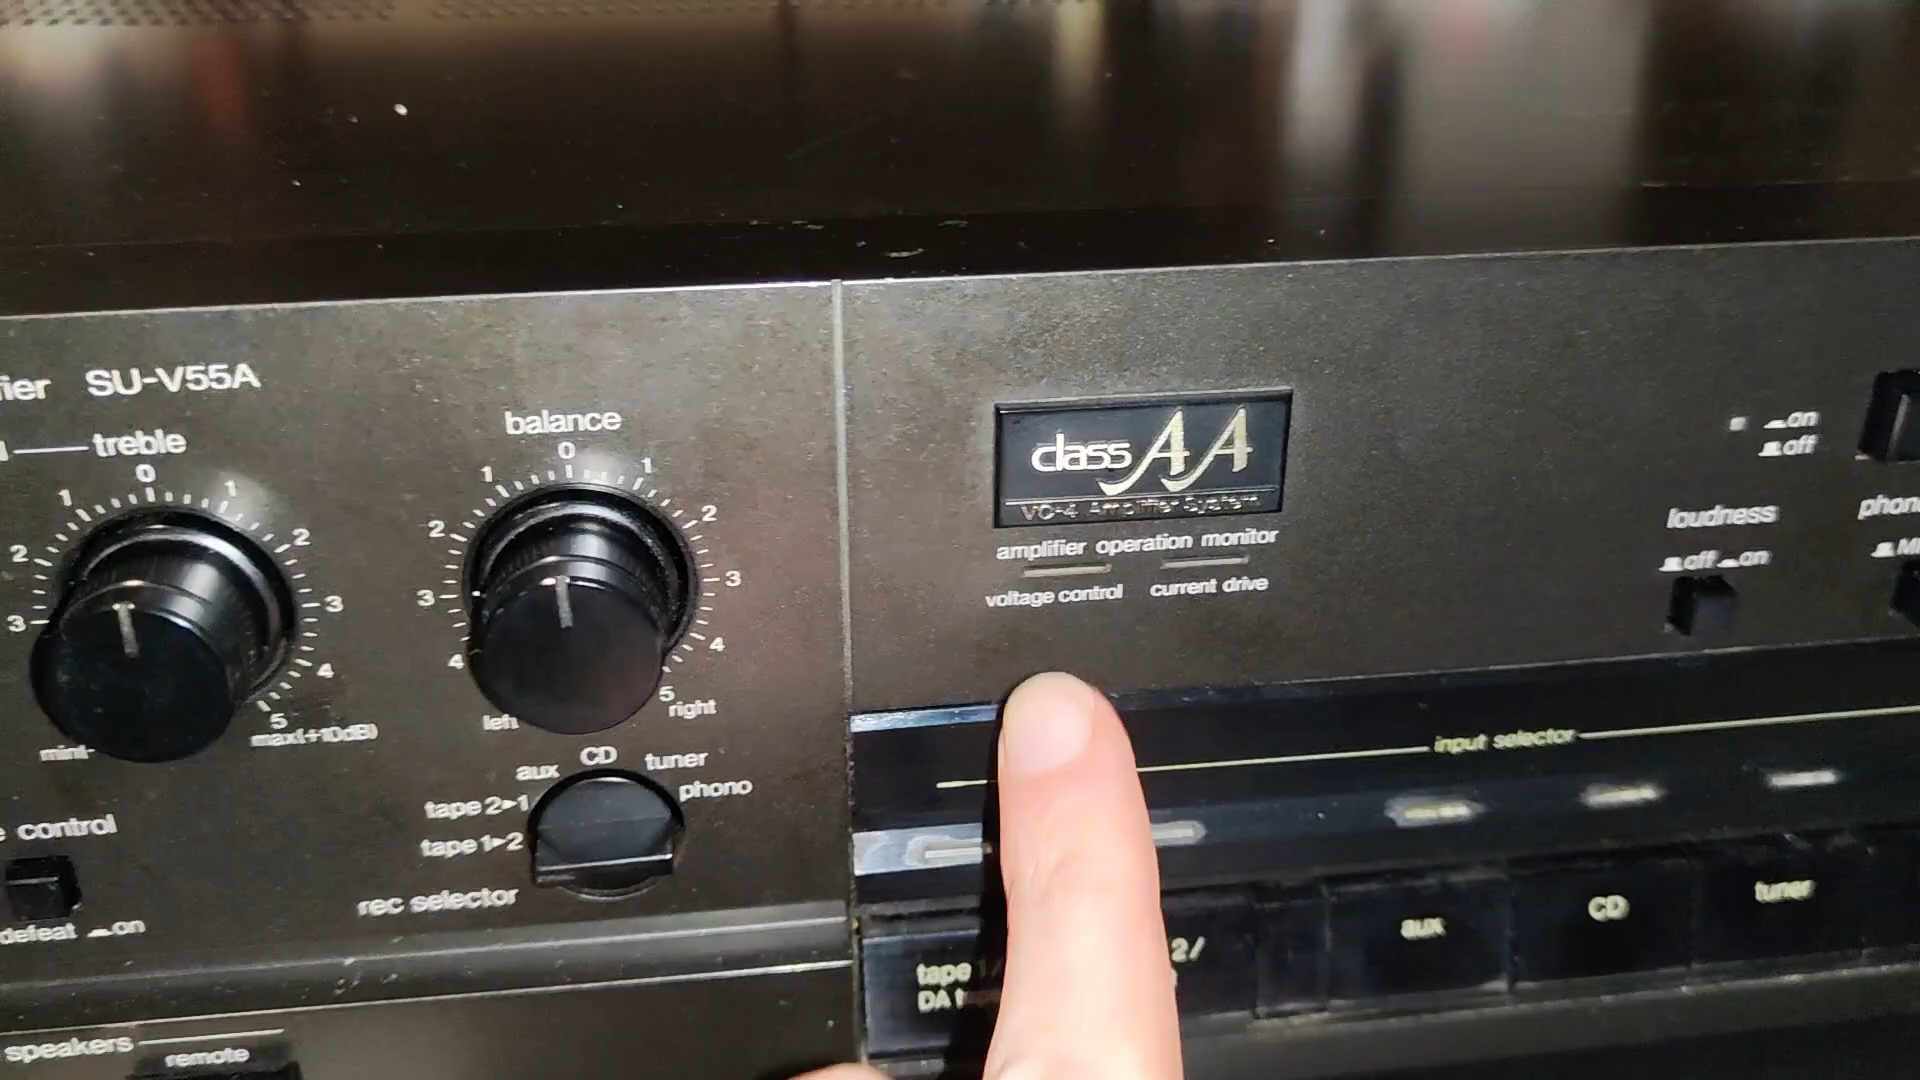 SU-V55A
treble
0
1
1
2
2
3
3
4
5
max(+10dB)
balance
0
1
1
2
2
3
3
4
4
5
left
right
CD
aux
tuner
tape 2▸1
phono
tape 1▸2
rec selector
control
defeat on
speakers
remote
class AA
VC-4 Amplifier System
amplifier operation monitor
voltage control
current drive
on
off
loudness
off on
input selector
tape
DA
2/
aux
CD
tuner